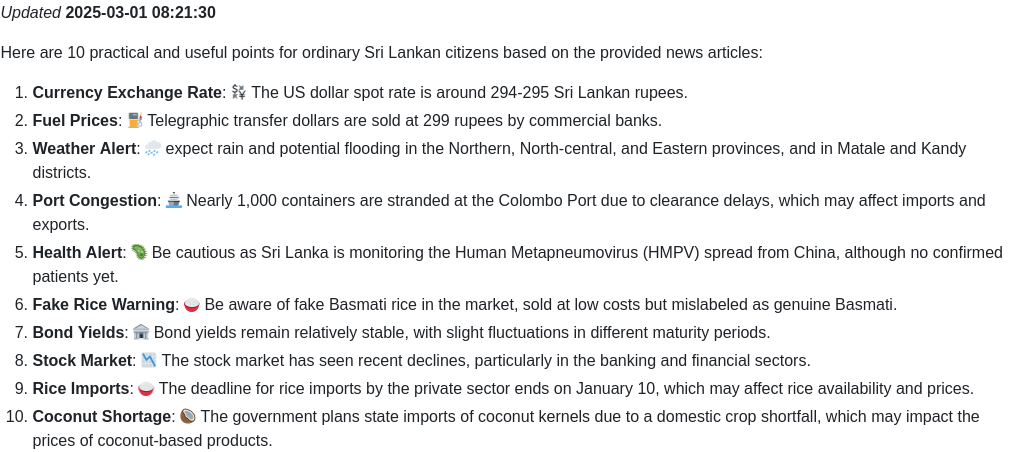 Updated 2025-03-01 08:21:30
Here are 10 practical and useful points for ordinary Sri Lankan citizens based on the provided news articles:
1. Currency Exchange Rate: 💱 The US dollar spot rate is around 294-295 Sri Lankan rupees.
2. Fuel Prices: ⛽ Telegraphic transfer dollars are sold at 299 rupees by commercial banks.
3. Weather Alert: 🌧️ expect rain and potential flooding in the Northern, North-central, and Eastern provinces, and in Matale and Kandy
districts.
4. Port Congestion: 🚢 Nearly 1,000 containers are stranded at the Colombo Port due to clearance delays, which may affect imports and
exports.
5. Health Alert: 🦠 Be cautious as Sri Lanka is monitoring the Human Metapneumovirus (HMPV) spread from China, although no confirmed
patients yet.
6. Fake Rice Warning: 🍚 Be aware of fake Basmati rice in the market, sold at low costs but mislabeled as genuine Basmati.
7. Bond Yields: 🏦 Bond yields remain relatively stable, with slight fluctuations in different maturity periods.
8. Stock Market: 📉 The stock market has seen recent declines, particularly in the banking and financial sectors.
9. Rice Imports: 🍚 The deadline for rice imports by the private sector ends on January 10, which may affect rice availability and prices.
10. Coconut Shortage: 🥥 The government plans state imports of coconut kernels due to a domestic crop shortfall, which may impact the
prices of coconut-based products.